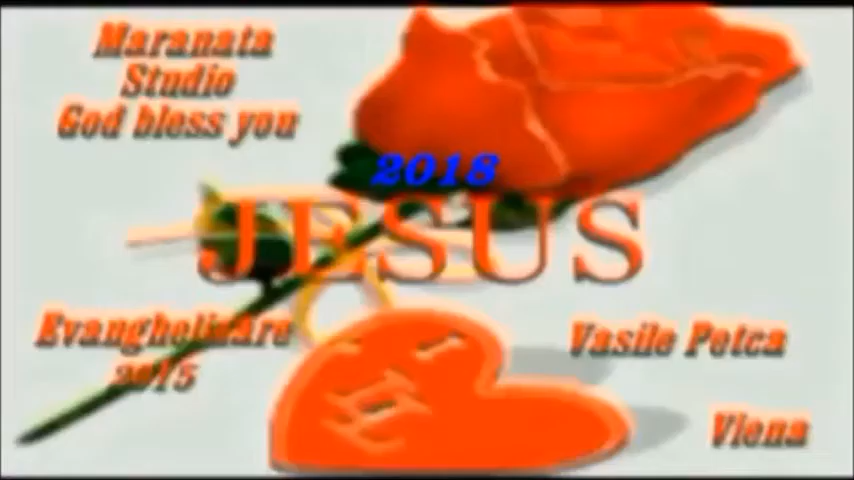 Maranata
Studio
God bless you
2018
JESUS
Evanghelizare
2015
Vasile Petca
Viena